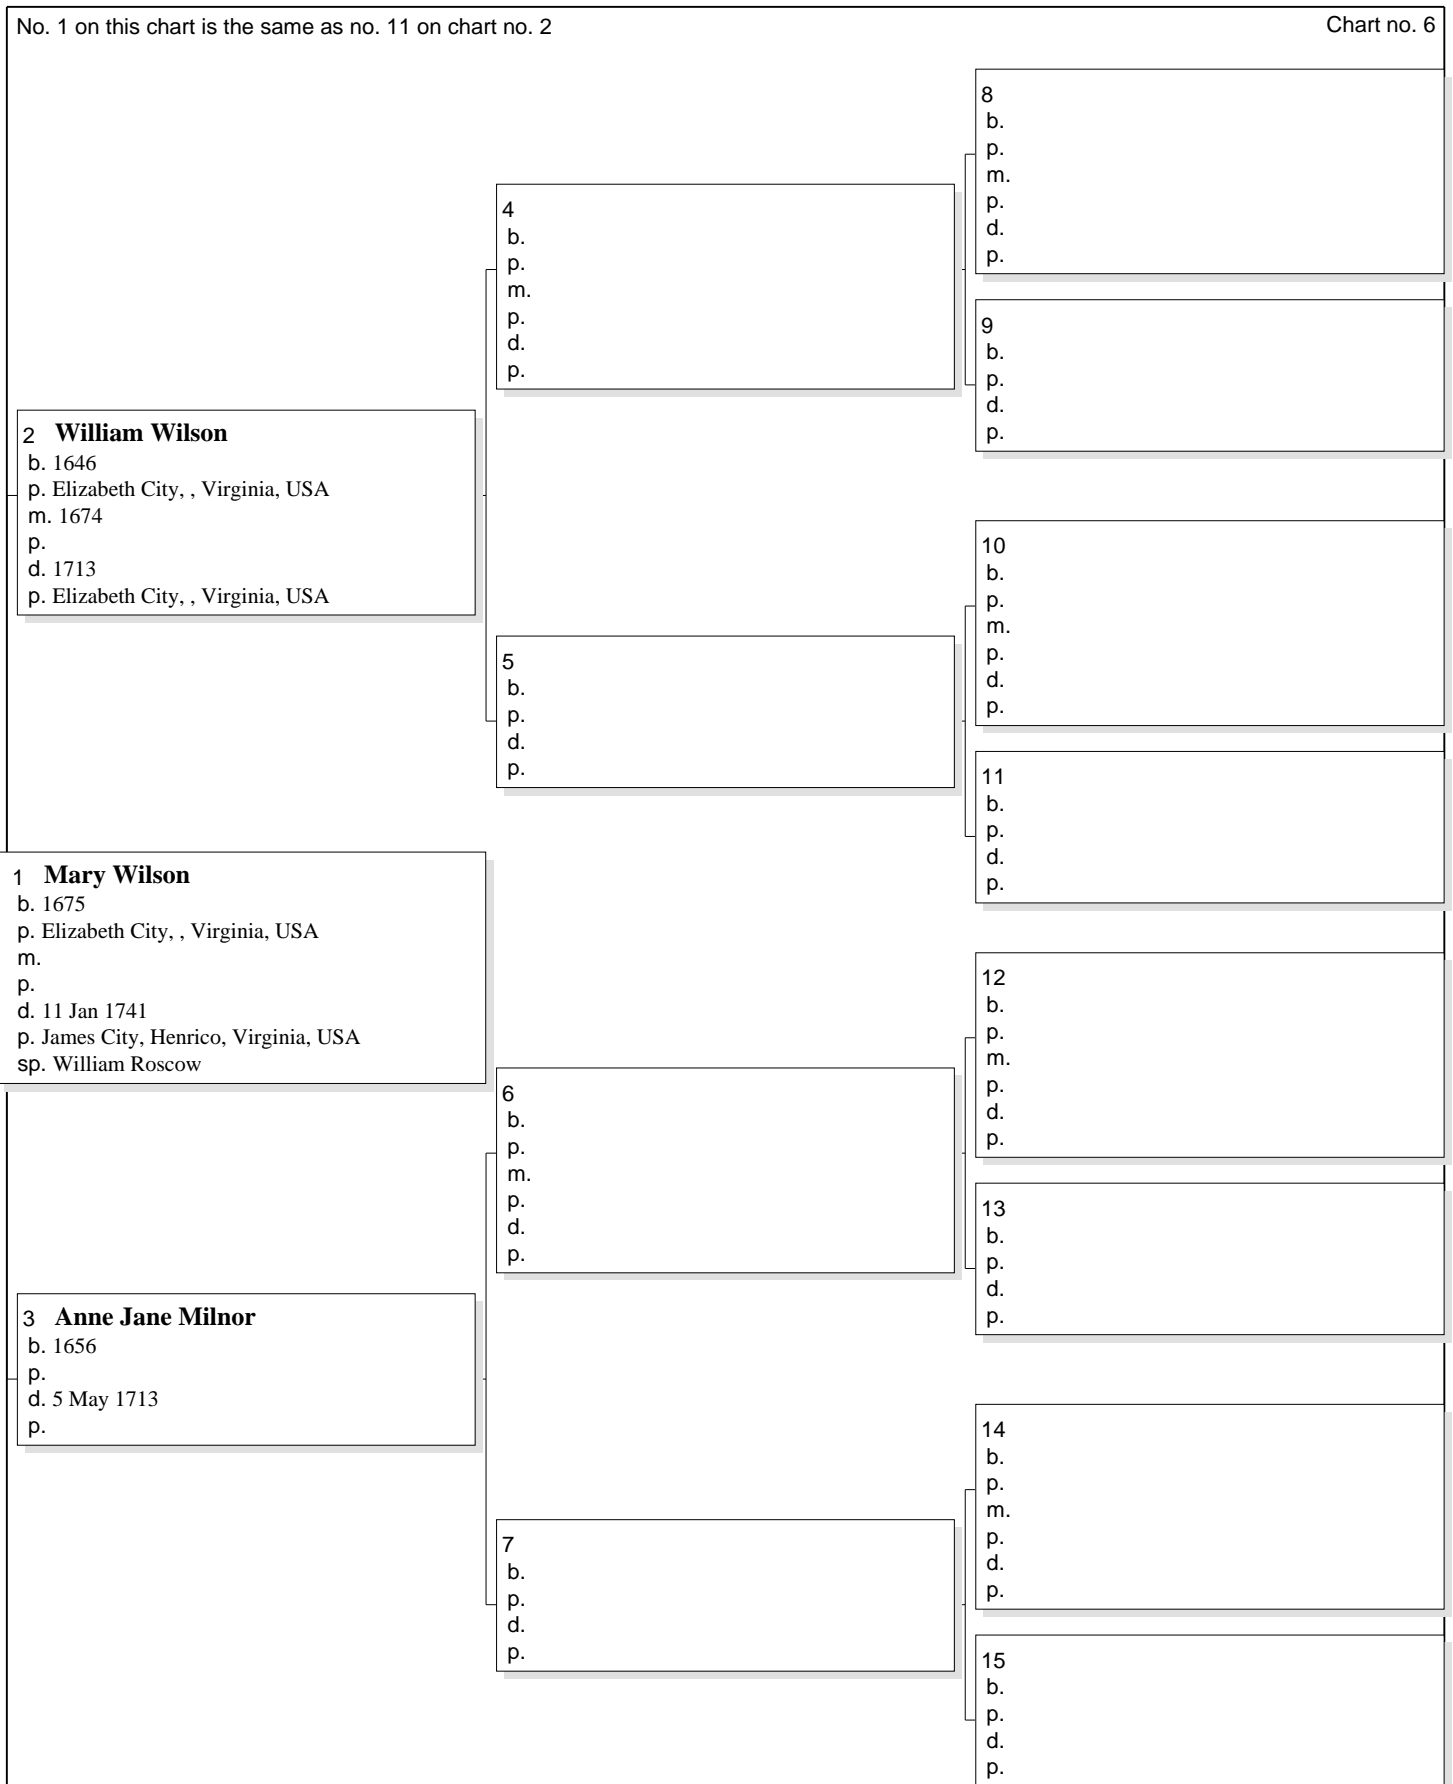 No. 1 on this chart is the same as no. 11 on chart no. 2
Chart no. 6
8
b.
p.
m.
p.
d.
p.
4
b.
p.
m.
p.
d.
p.
9
b.
p.
d.
p.
2 William Wilson
b. 1646
p. Elizabeth City, , Virginia, USA
m. 1674
p.
d. 1713
p. Elizabeth City, , Virginia, USA
10
b.
p.
m.
p.
d.
p.
5
b.
p.
d.
p.
11
b.
p.
d.
p.
1 Mary Wilson
b. 1675
p. Elizabeth City, , Virginia, USA
m.
p.
d. 11 Jan 1741
p. James City, Henrico, Virginia, USA
sp. William Roscow
12
b.
p.
m.
p.
d.
p.
6
b.
p.
m.
p.
d.
p.
13
b.
p.
d.
p.
3 Anne Jane Milnor
b. 1656
p.
d. 5 May 1713
p.
14
b.
p.
m.
p.
d.
p.
7
b.
p.
d.
p.
15
b.
p.
d.
p.